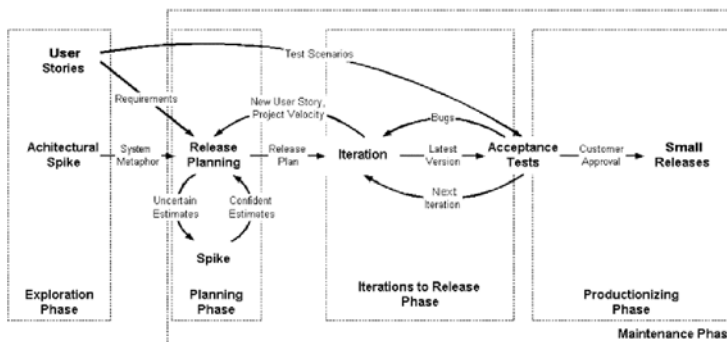 User
Stories
Test Scenarios
Requirements
New User Story,
Project Velocity
Bugs
Achitectural
Spike
System
Metaphor
Release
Planning
Release
Plan
Iteration
Latest
Version
Acceptance
Tests
Customer
Approval
Small
Releases
Uncertain
Estimates
Confident
Estimates
Next
Iteration
Spike
Exploration
Phase
Planning
Phase
Iterations to Release
Phase
Productionizing
Phase
Maintenance Phas